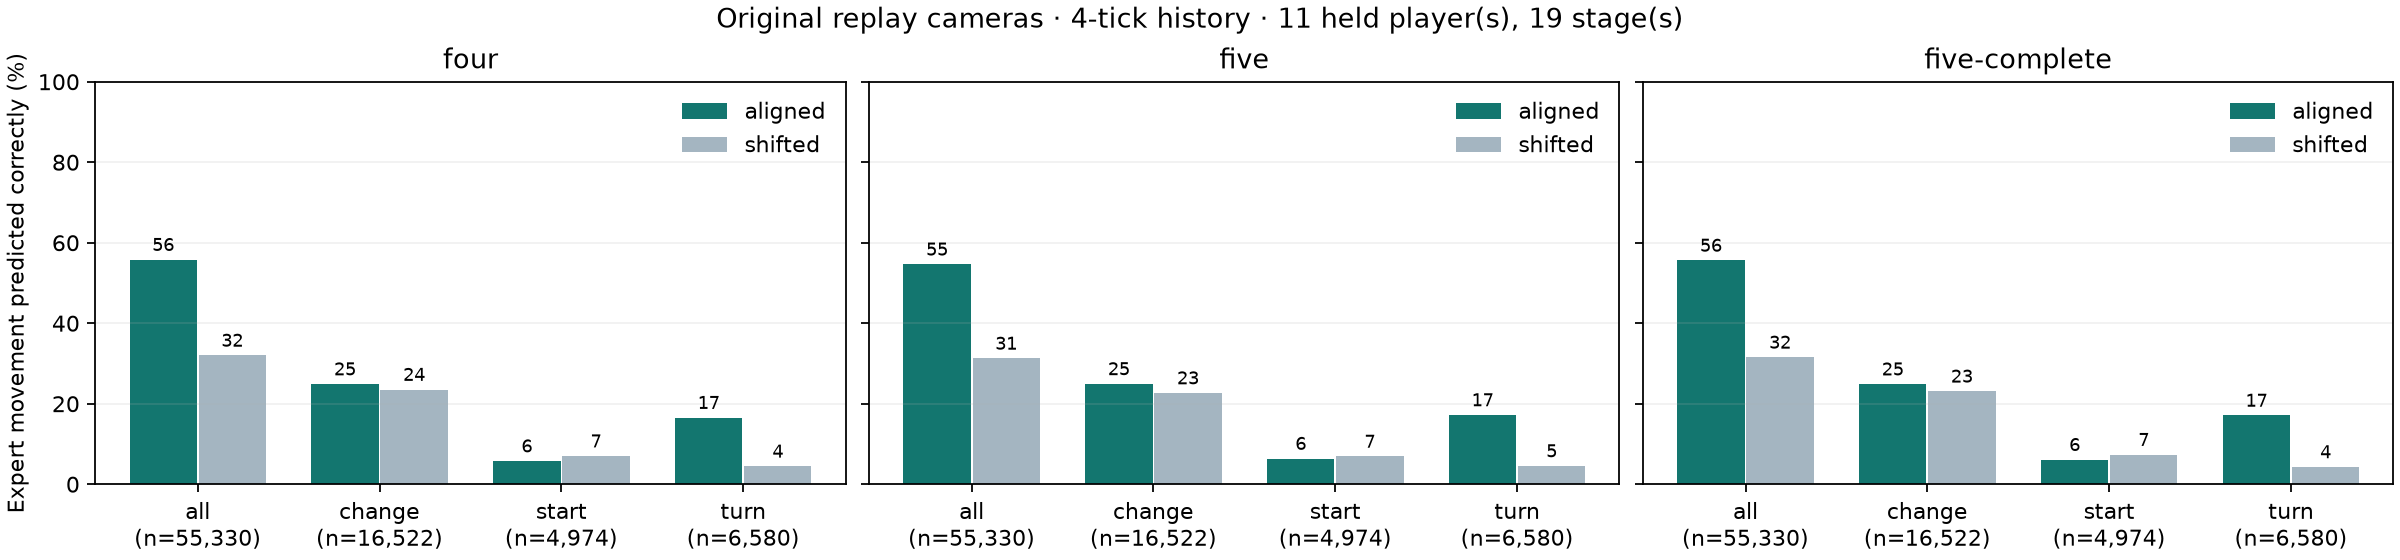 Original replay cameras · 4-tick history · 11 held player(s), 19 stage(s)
Expert movement predicted correctly (%)
four
100
80
60
40
20
0
aligned
shifted
56
32
25
24
6
7
17
4
all
(n=55,330)
change
(n=16,522)
start
(n=4,974)
turn
(n=6,580)
five
aligned
shifted
55
31
25
23
6
7
17
5
all
(n=55,330)
change
(n=16,522)
start
(n=4,974)
turn
(n=6,580)
five-complete
aligned
shifted
56
32
25
23
6
7
17
4
all
(n=55,330)
change
(n=16,522)
start
(n=4,974)
turn
(n=6,580)